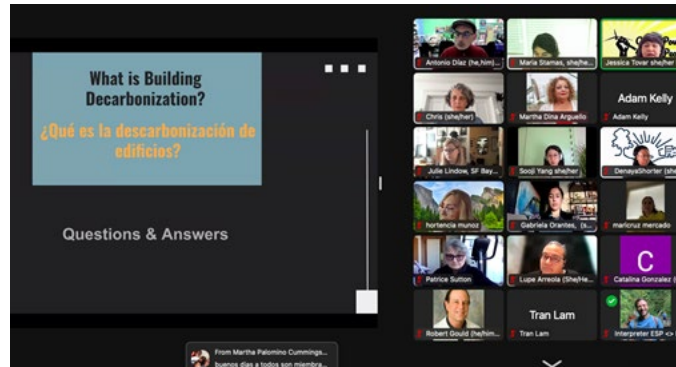 What is Building
Decarbonization?
¿Qué es la descarbonización de
edificios?
Questions & Answers
Antonio Díaz (he,him)...
Maria Stamas, she/he...
Jessica Tovar she/her
Chris (she/her)
Martha Dina Arguello
Adam Kelly
Adam Kelly
Julie Lindow, SF Bay...
Sooji Yang she/her
DenayaShorter (she
hortencia munoz
Gabriela Orantes, (s...
maricruz mercado
Patrice Sutton
Lupe Arreola (She/He...
C
Catalina Gonzalez (
Robert Gould (he/him...
Tran Lam
Tran Lam
Interpreter ESP <>
From Martha Palomino Cummings...
buenos días a todos son miembra...